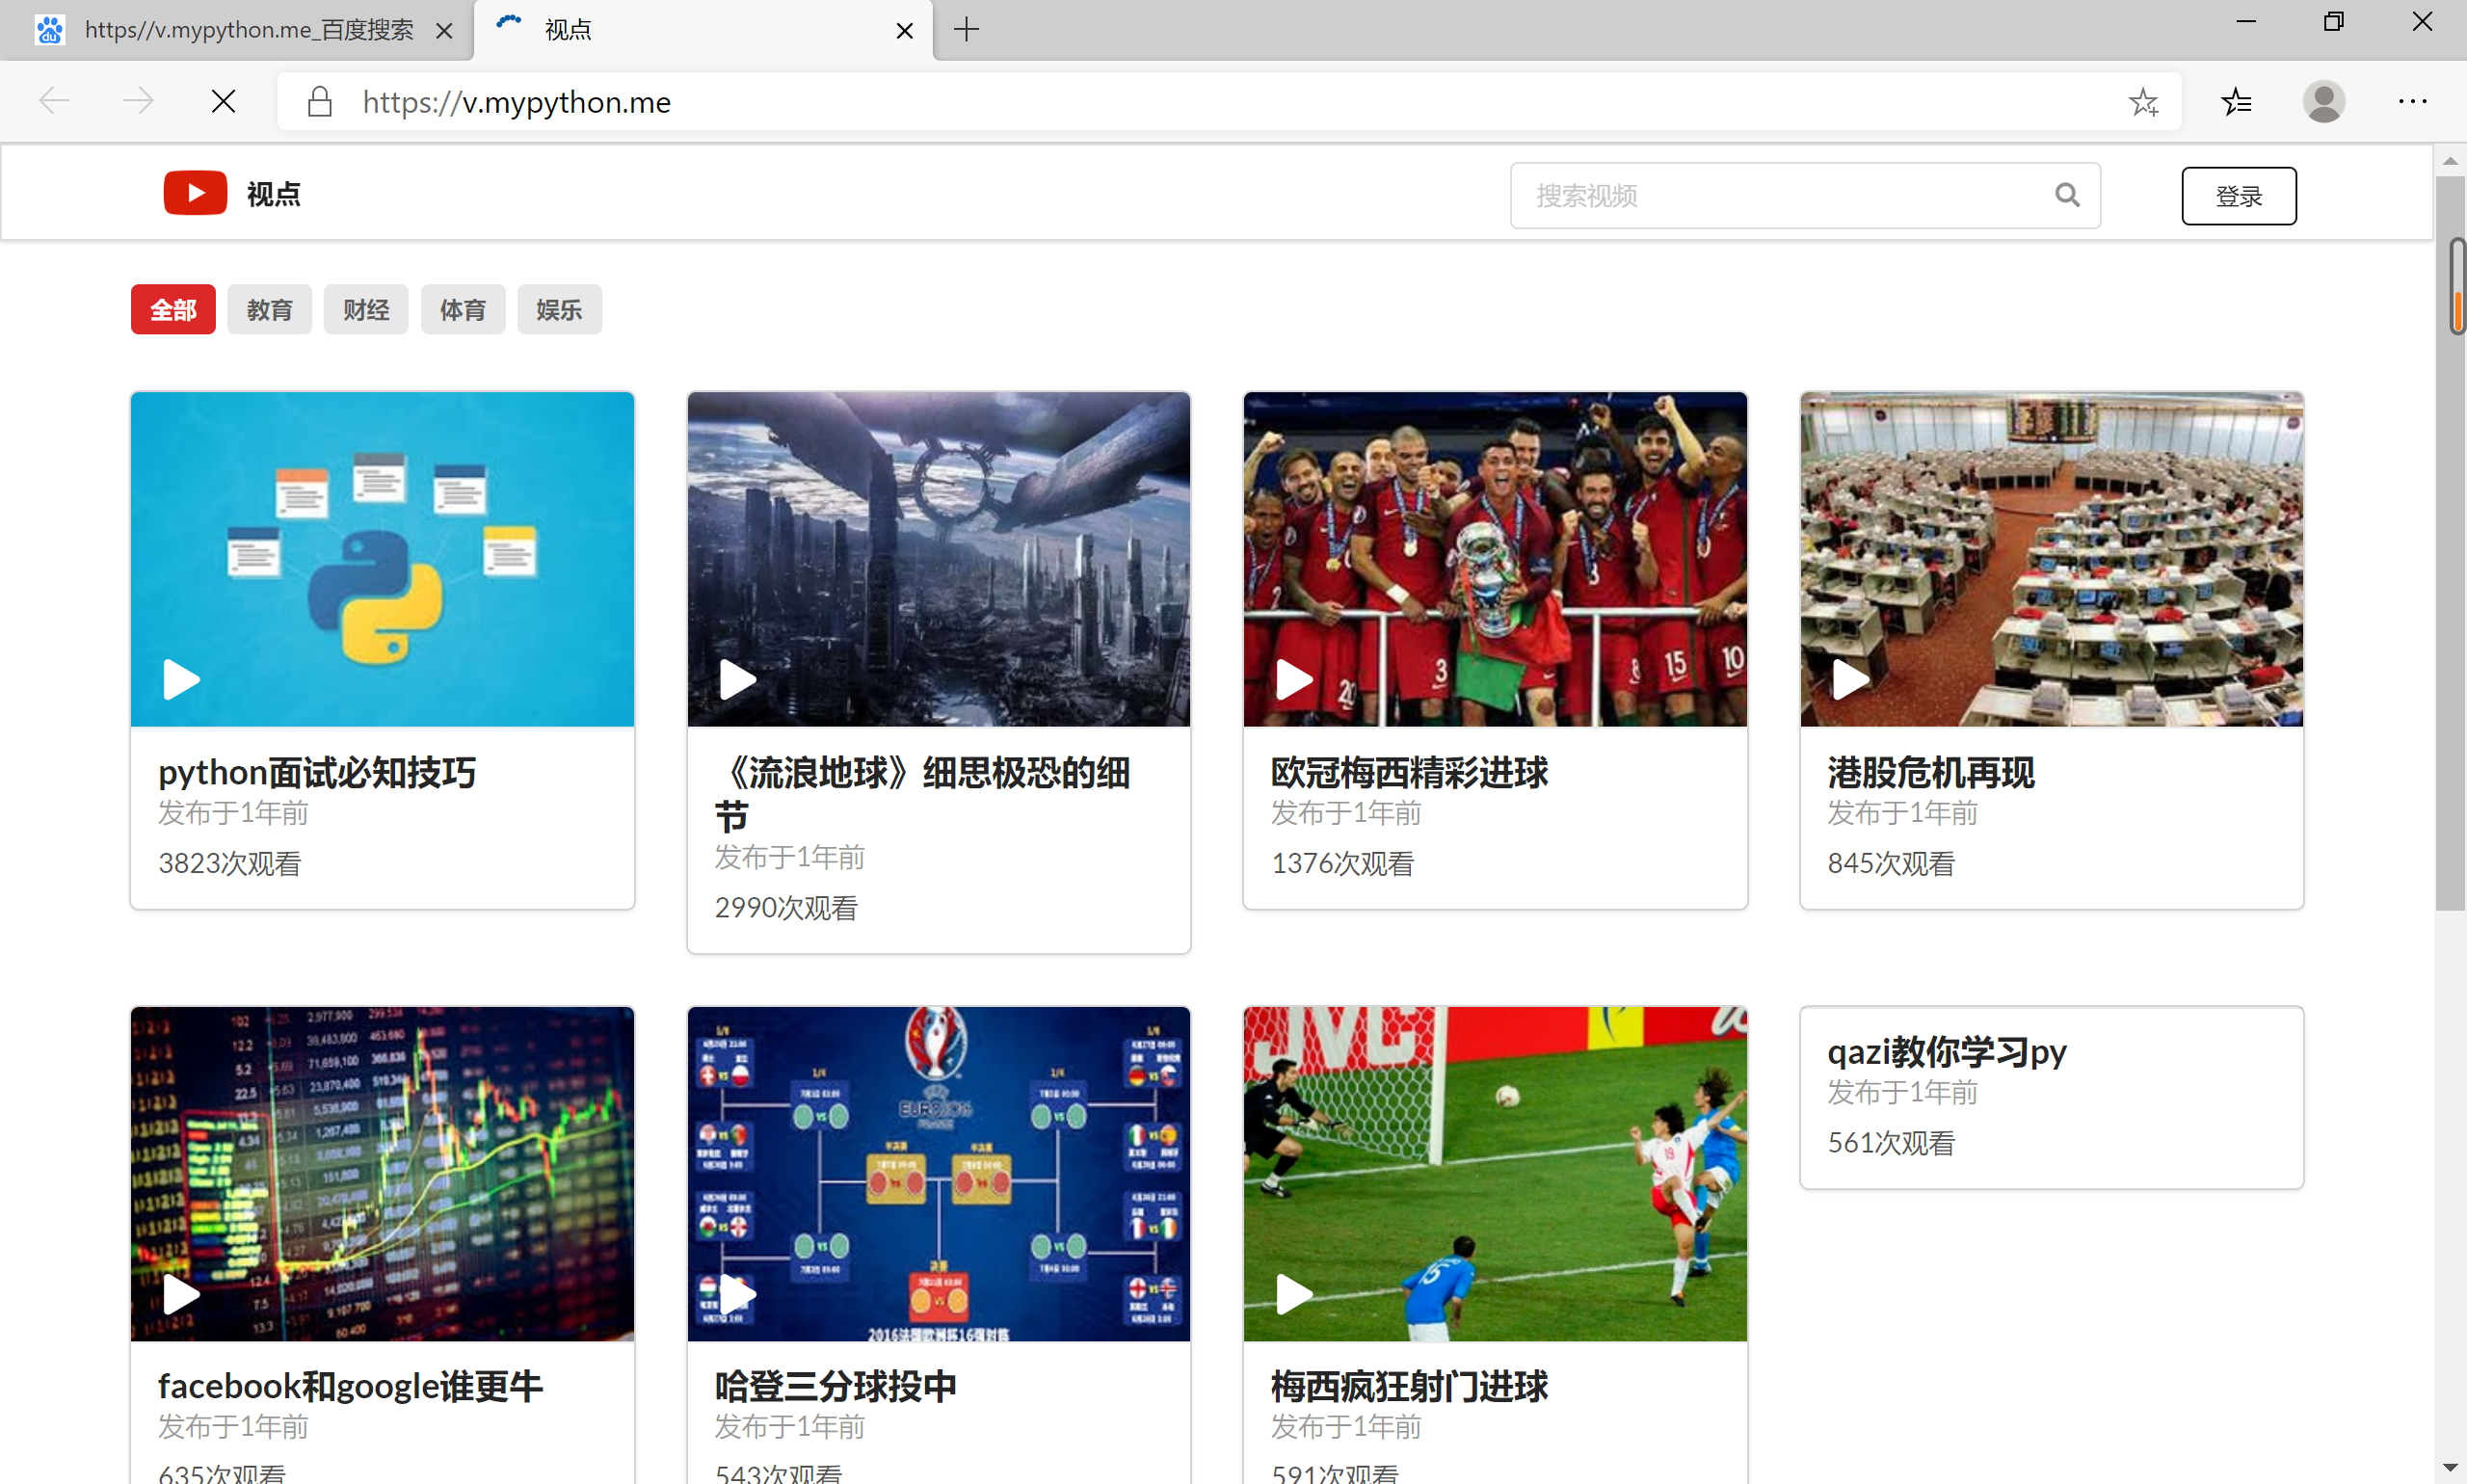 https//v.mypython.me_百度搜索
视点
https://v.mypython.me
视点
搜索视频
登录
全部
教育
财经
体育
娱乐
python面试必知技巧
发布于1年前
3823次观看
《流浪地球》细思极恐的细
节
发布于1年前
2990次观看
欧冠梅西精彩进球
发布于1年前
1376次观看
港股危机再现
发布于1年前
845次观看
facebook和google谁更牛
发布于1年前
635次观看
哈登三分球投中
发布于1年前
543次观看
JVC
梅西疯狂射门进球
发布于1年前
591次观看
qazi教你学习py
发布于1年前
561次观看